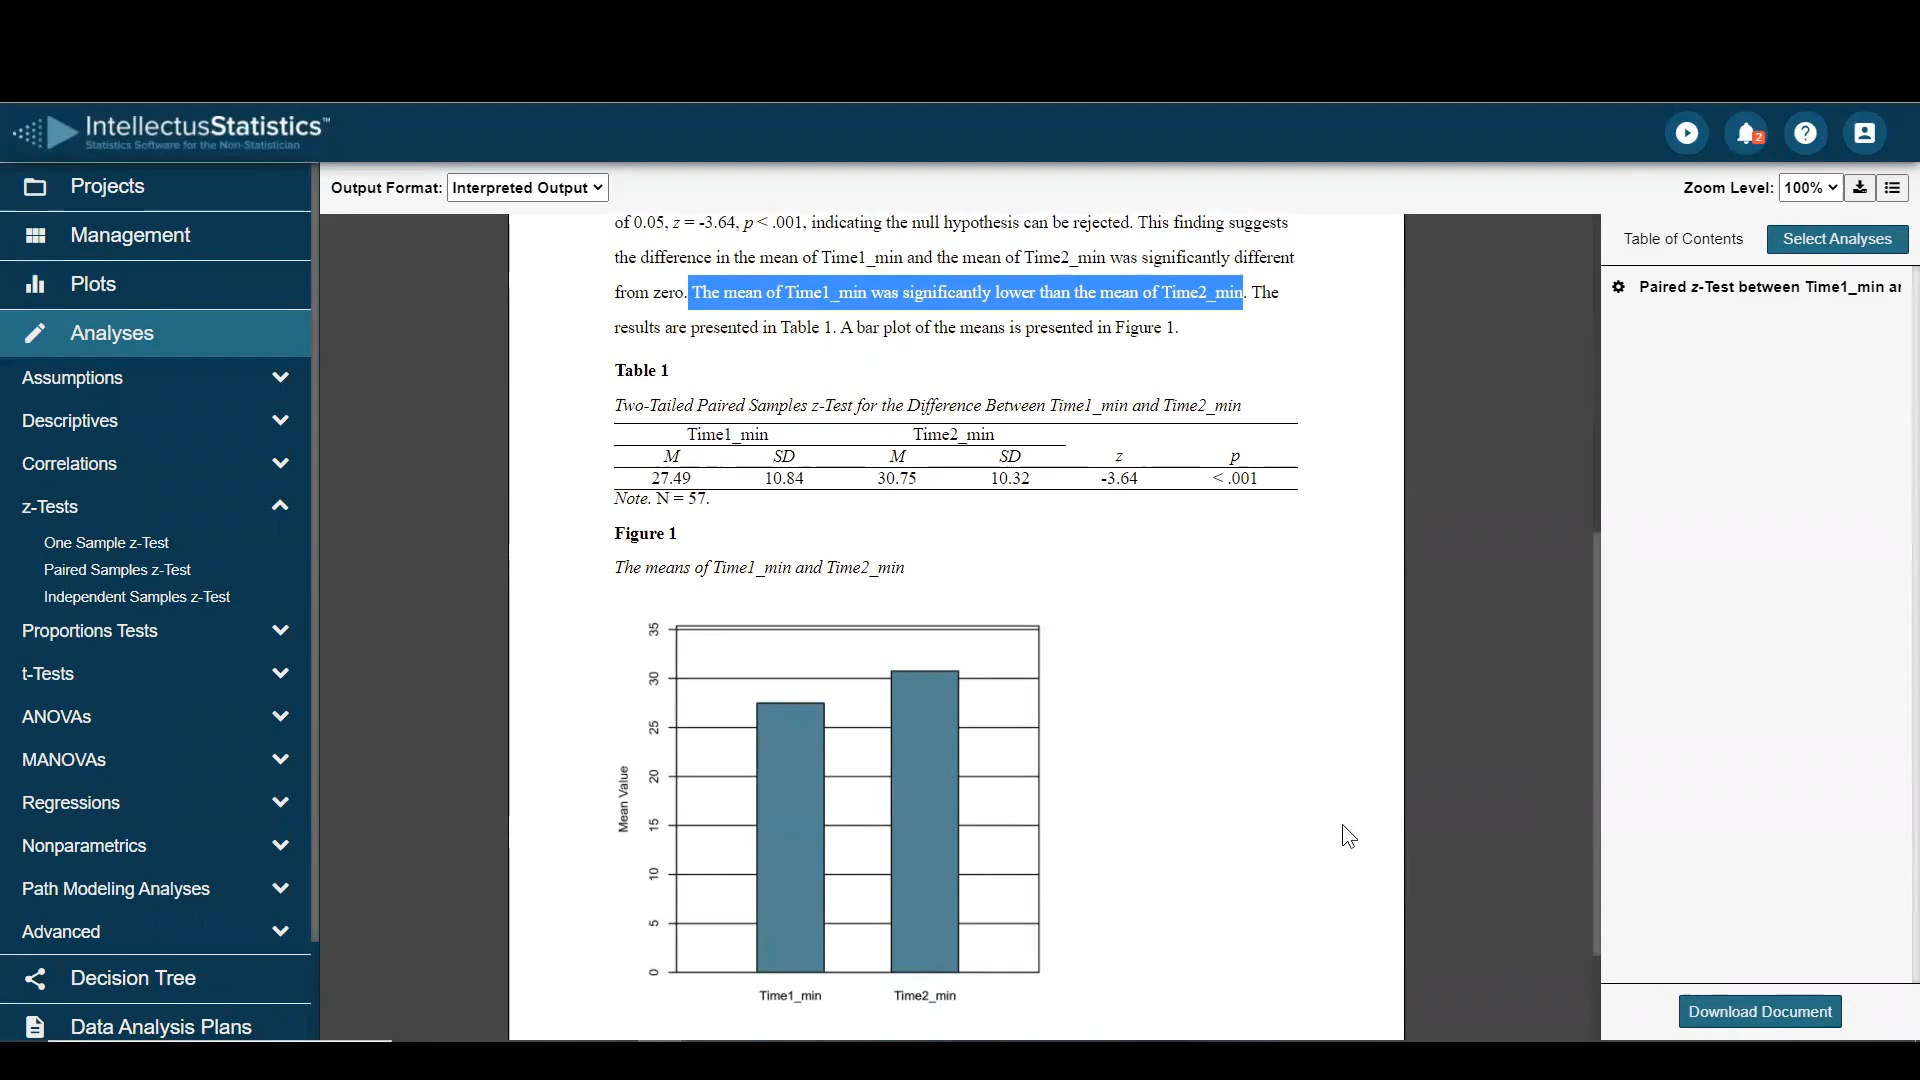 IntellectusStatistics™
Statistics Software for the Non-Statistician
2
Projects
Management
Plots
Analyses
Assumptions
Descriptives
Correlations
z-Tests
One Sample z-Test
Paired Samples z-Test
Independent Samples z-Test
Proportions Tests
t-Tests
ANOVAs
MANOVAs
Regressions
Nonparametrics
Path Modeling Analyses
Advanced
Decision Tree
Data Analysis Plans
Output Format: Interpreted Output
Zoom Level: 100%
of 0.05, z = -3.64, p < .001, indicating the null hypothesis can be rejected. This finding suggests
the difference in the mean of Time1_min and the mean of Time2_min was significantly different
from zero. The mean of Time1_min was significantly lower than the mean of Time2_min. The
results are presented in Table 1. A bar plot of the means is presented in Figure 1.
Table 1
Two-Tailed Paired Samples z-Test for the Difference Between Time1_min and Time2_min
Time1_min Time2_min
M SD M SD z p
27.49 10.84 30.75 10.32 -3.64 < .001
Note. N = 57.
Figure 1
The means of Time1_min and Time2_min
35
30
25
20
15
10
5
0
Mean Value
Time1_min Time2_min
Table of Contents
Select Analyses
Paired z-Test between Time1_min ar
Download Document